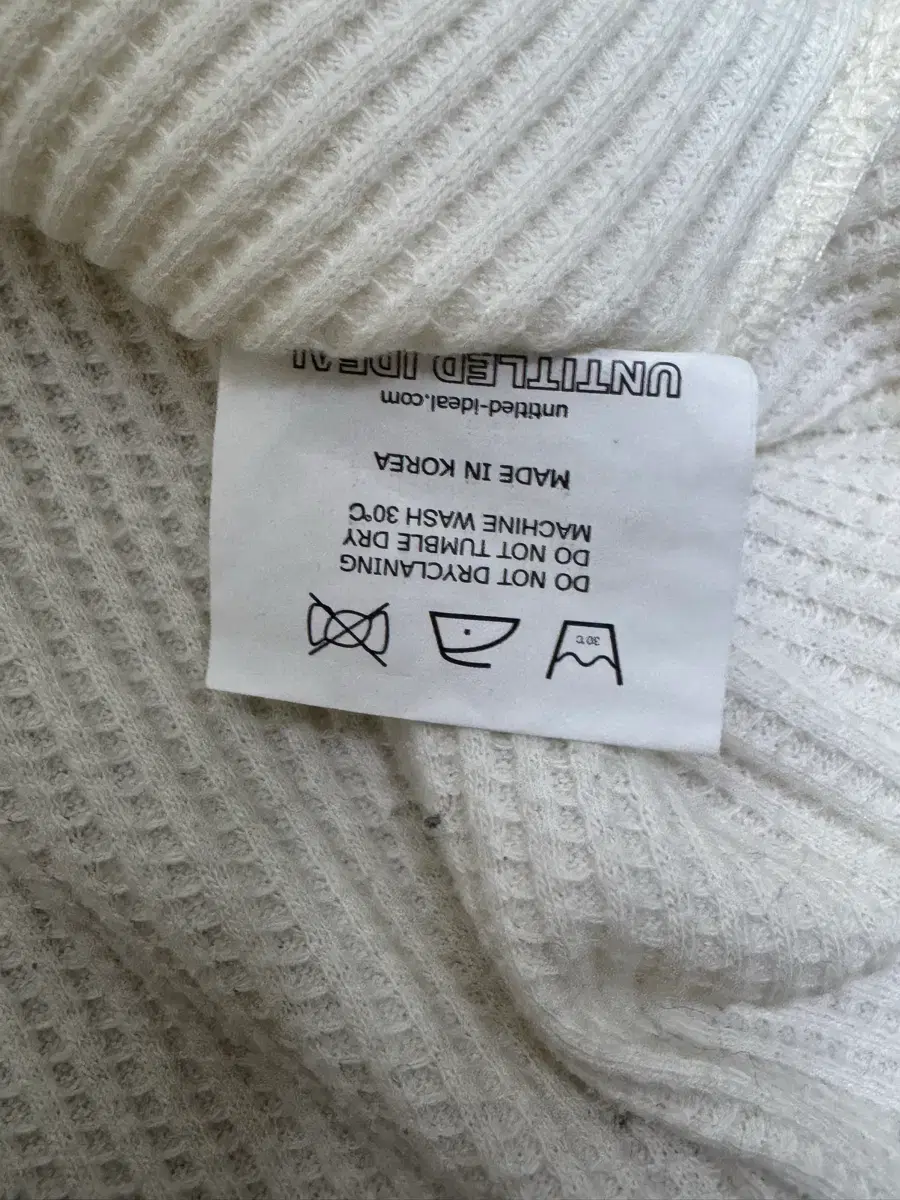 30℃
DO NOT DRYCLANING
DO NOT TUMBLE DRY
MACHINE WASH 30℃
MADE IN KOREA
untitled-ideal.com
UNTITLED IDEAL